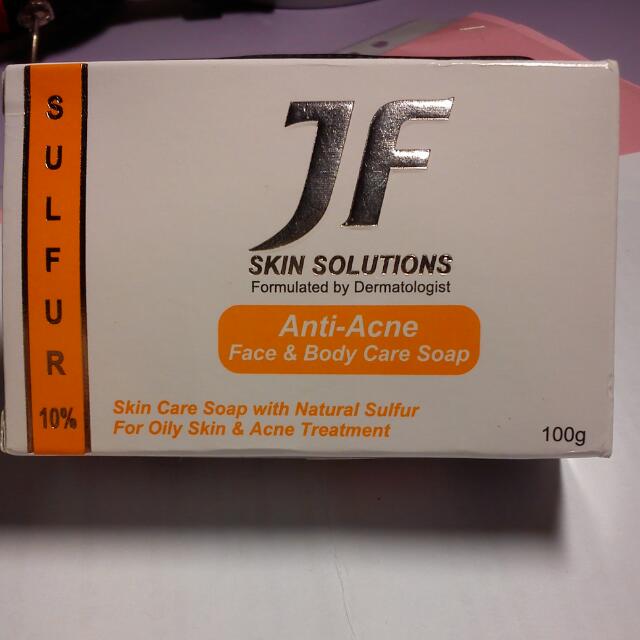 SULFUR
10%
JF
SKIN SOLUTIONS
Formulated by Dermatologist
Anti-Acne
Face & Body Care Soap
Skin Care Soap with Natural Sulfur
For Oily Skin & Acne Treatment
100g